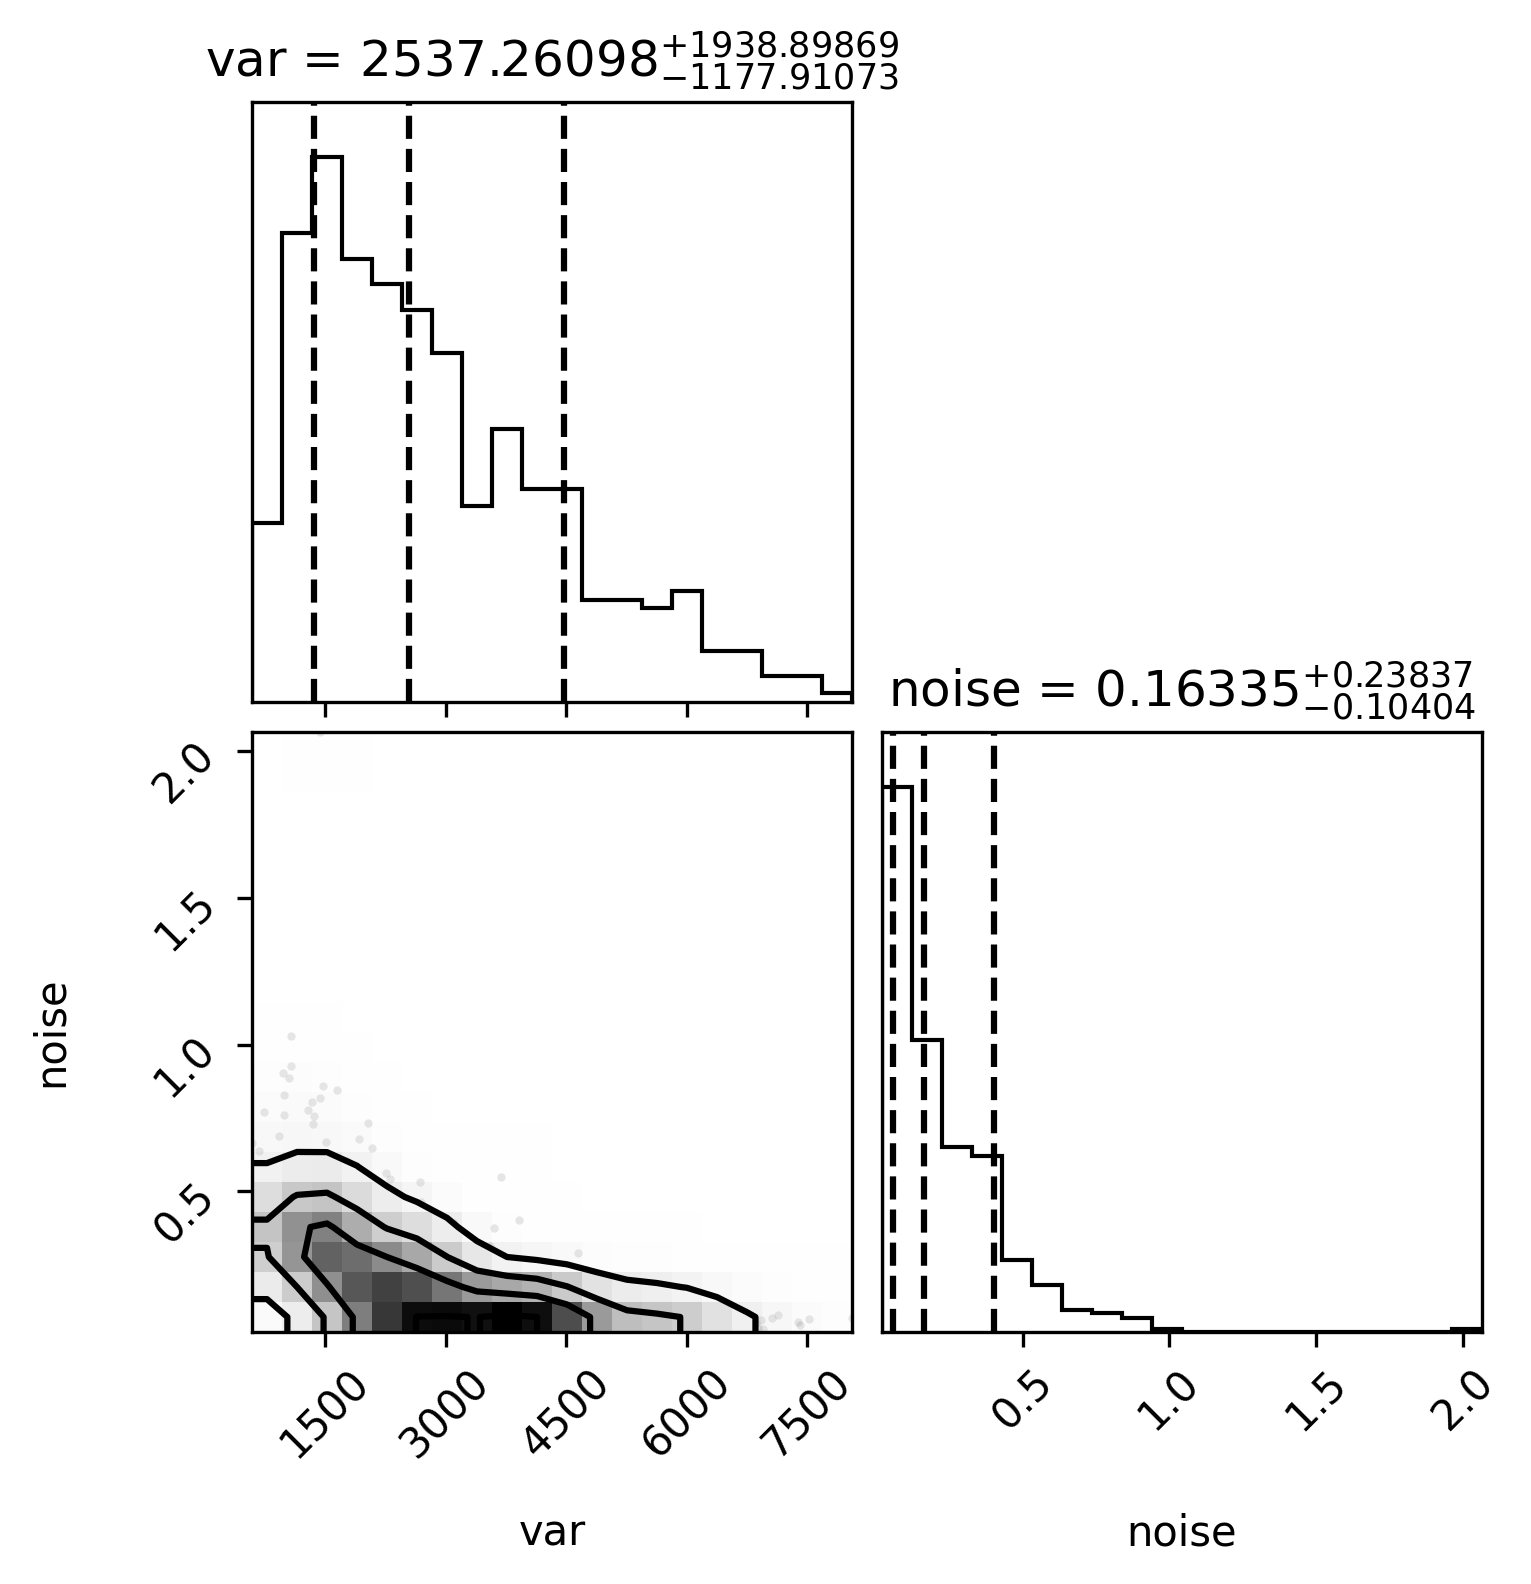 var = 2537.26098+1938.89869−1177.91073
noise = 0.16335+0.23837−0.10404
2.0
1.5
1.0
0.5
noise
1500 3000 4500 6000 7500
0.5 1.0 1.5 2.0
var
noise